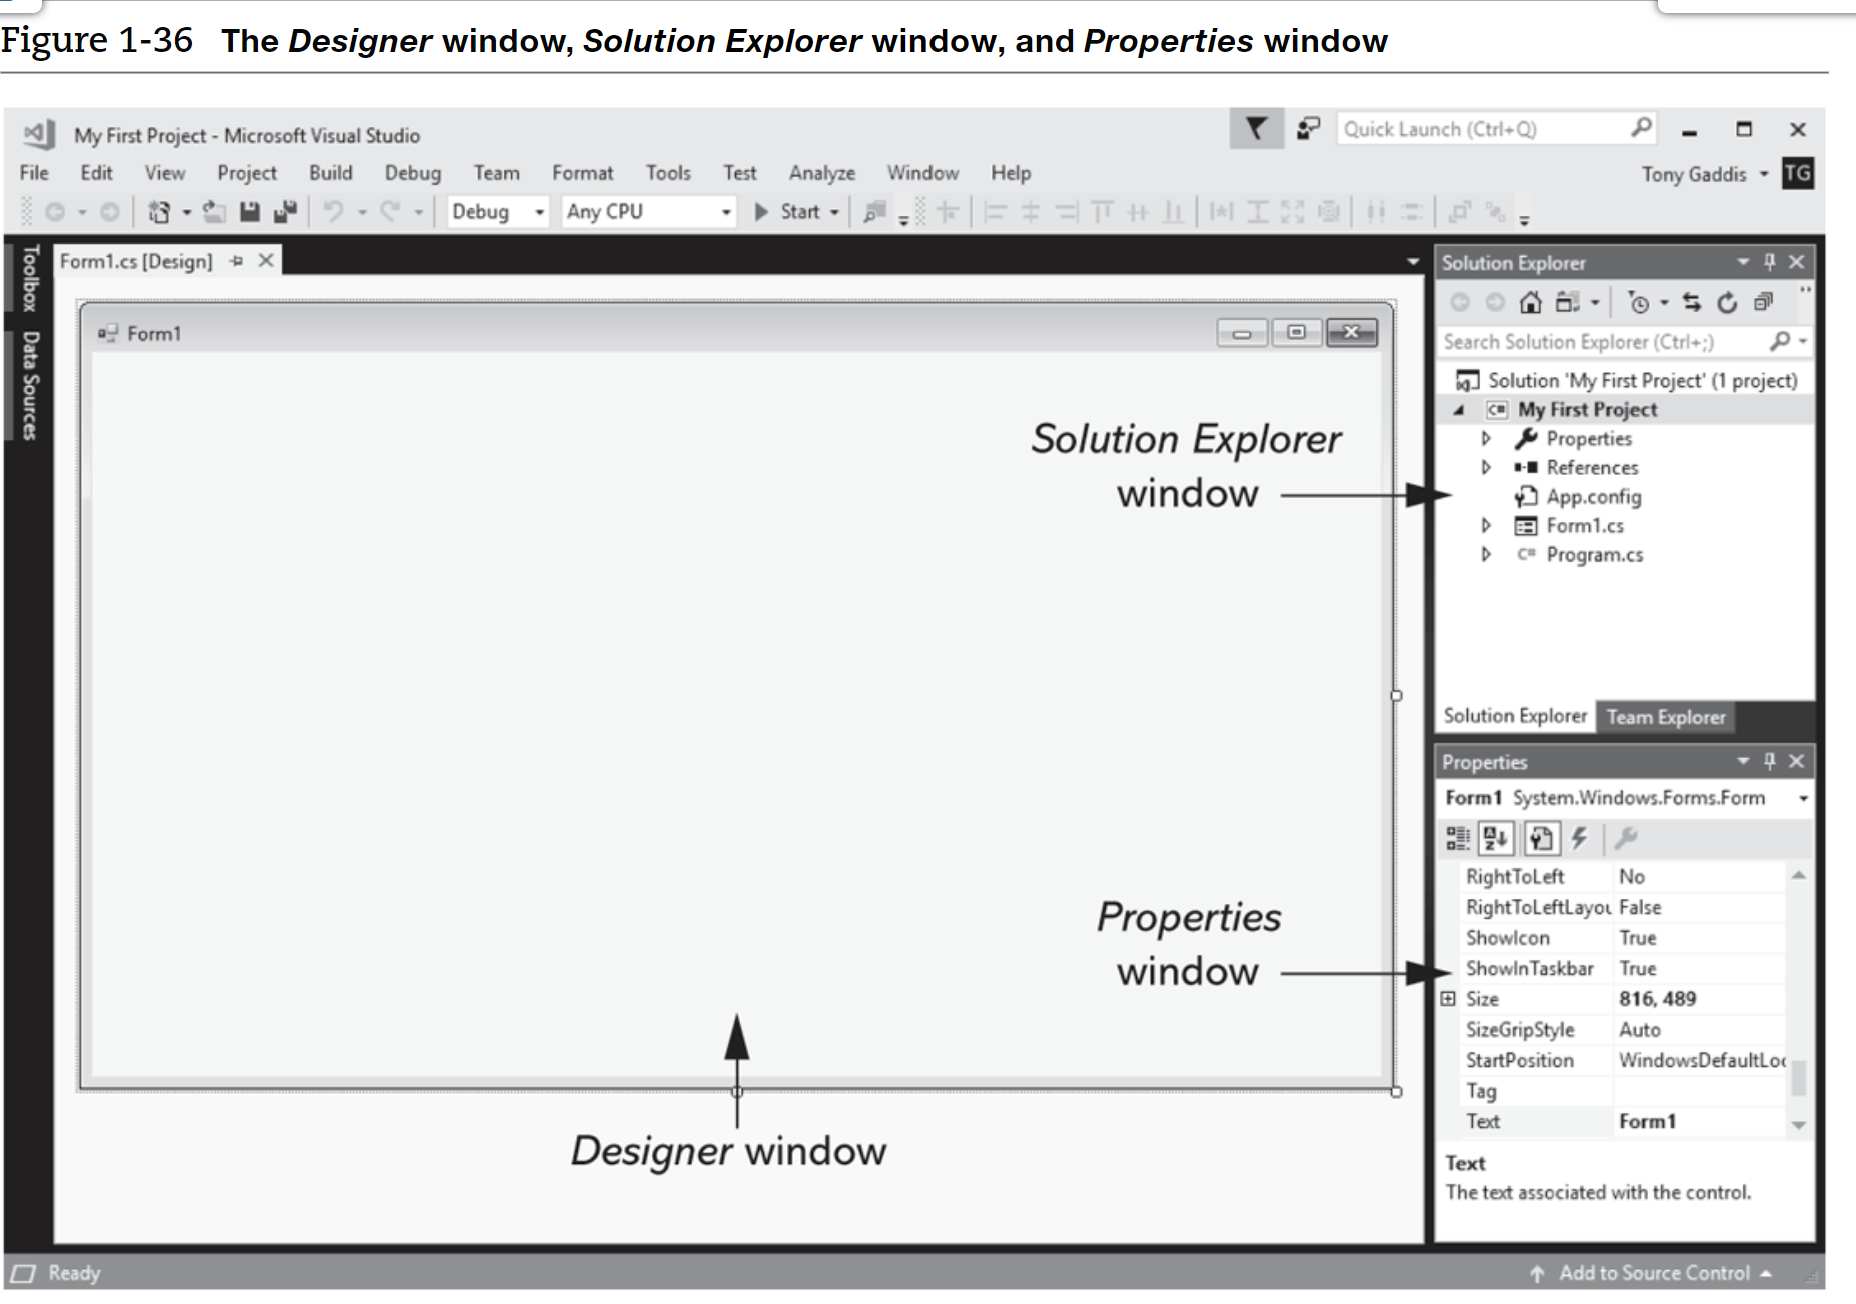 Figure 1-36 The Designer window, Solution Explorer window, and Properties window
My First Project - Microsoft Visual Studio
Quick Launch (Ctrl+Q)
File Edit View Project Build Debug Team Format Tools Test Analyze Window Help
Tony Gaddis TG
Debug Any CPU Start
Toolbox
Data Sources
Form1.cs [Design]
Form1
Solution Explorer
window
Properties
window
Designer window
Solution Explorer
Search Solution Explorer (Ctrl+;)
Solution 'My First Project' (1 project)
C# My First Project
Properties
References
App.config
Form1.cs
C# Program.cs
Solution Explorer Team Explorer
Properties
Form1 System.Windows.Forms.Form
RightToLeft No
RightToLeftLayou False
ShowIcon True
ShowInTaskbar True
Size 816, 489
SizeGripStyle Auto
StartPosition WindowsDefaultLoc
Tag
Text Form1
Text
The text associated with the control.
Ready
Add to Source Control